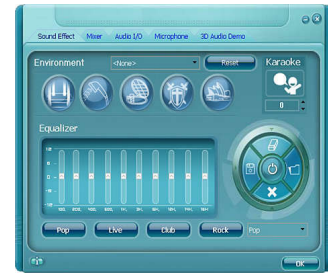 Sound Effect Mixer Audio I/O Microphone 3D Audio Demo
Environment <None> Reset Karaoke
0
Equalizer
Pop Live Club Rock Pop
OK